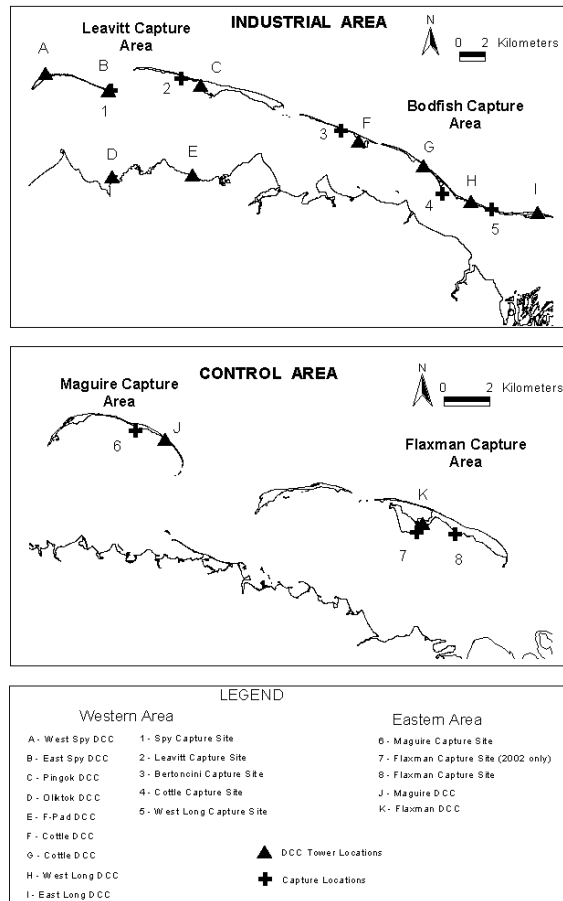 INDUSTRIAL AREA
Leavitt Capture
Area
N
0 2 Kilometers
A
B
1
2
C
3
F
Bodfish Capture
Area
G
D
E
H
I
4
5
CONTROL AREA
N
0 2 Kilometers
Maguire Capture
Area
6
J
Flaxman Capture
Area
K
7
8
LEGEND
Western Area
A - West Spy DCC
B - East Spy DCC
C - Pingok DCC
D - Oliktok DCC
E - F-Pad DCC
F - Cottle DCC
G - Cottle DCC
H - West Long DCC
I - East Long DCC
1 - Spy Capture Site
2 - Leavitt Capture Site
3 - Bertoncini Capture Site
4 - Cottle Capture Site
5 - West Long Capture Site
Eastern Area
6 - Maguire Capture Site
7 - Flaxman Capture Site (2002 only)
8 - Flaxman Capture Site
J - Maguire DCC
K - Flaxman DCC
DCC Tower Locations
Capture Locations